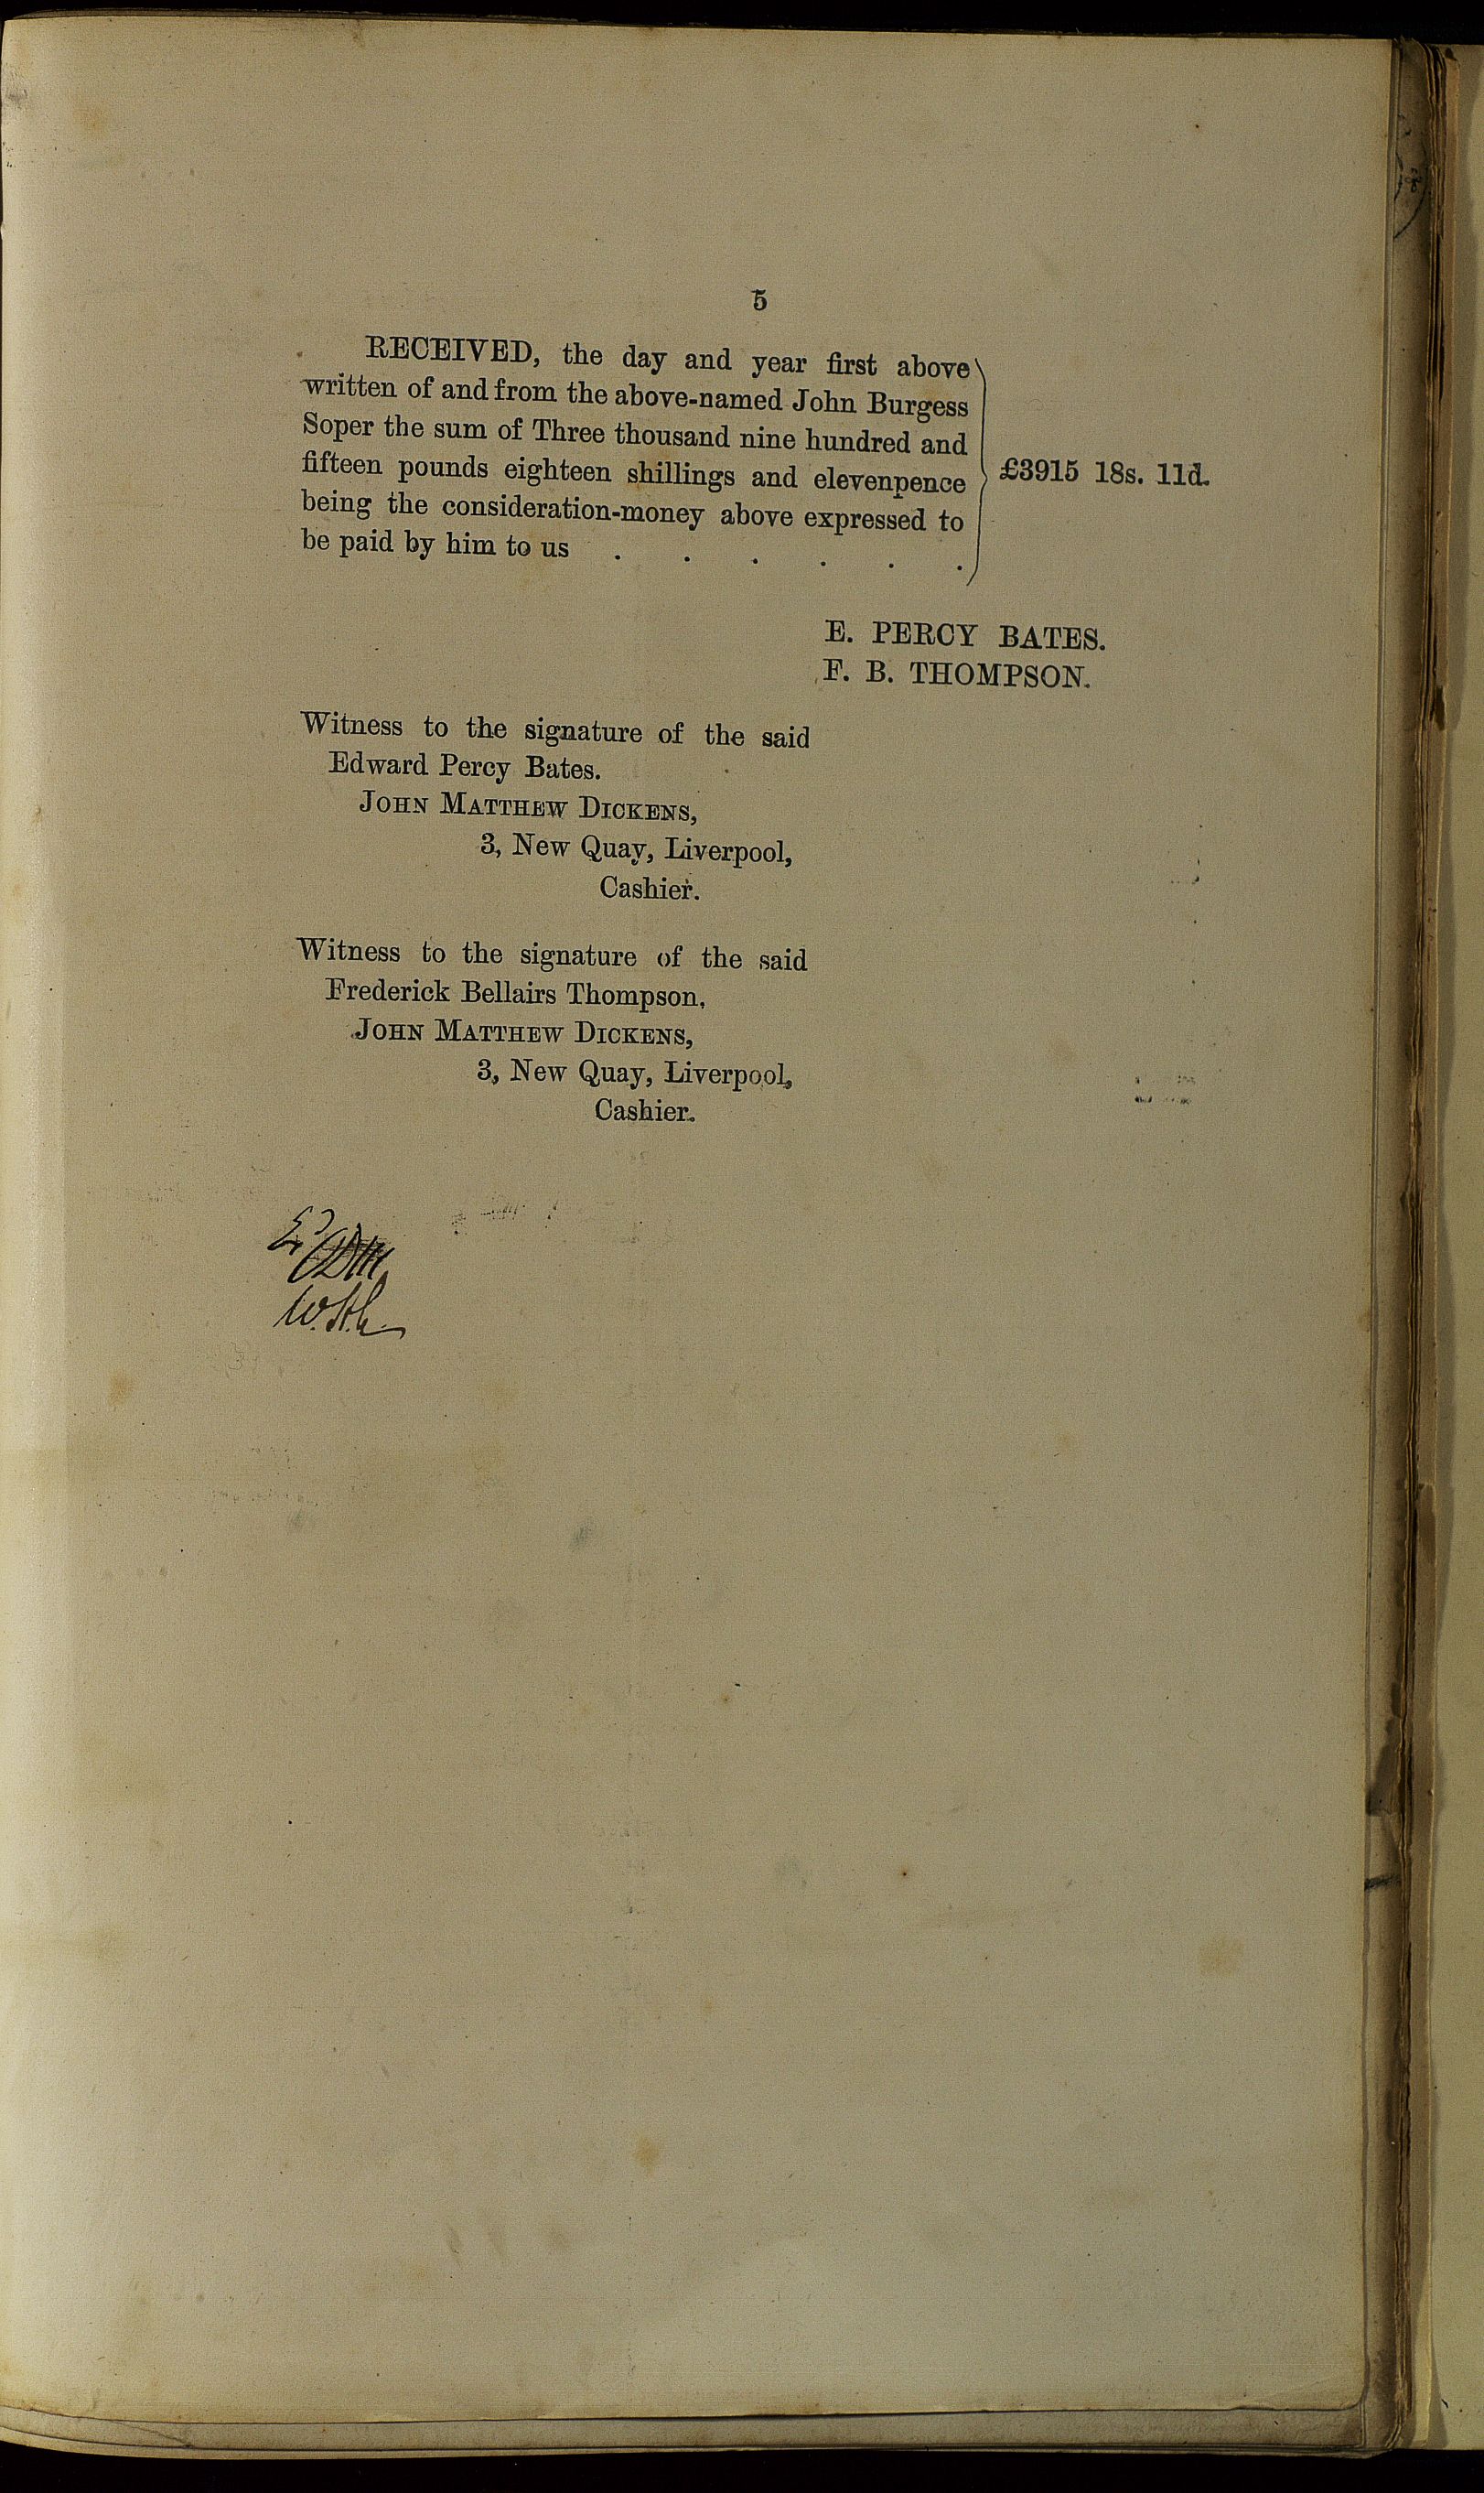 5
RECEIVED, the day and year first above
written of and from the above-named John Burgess
Soper the sum of Three thousand nine hundred and
fifteen pounds eighteen shillings and elevenpence
being the consideration-money above expressed to
be paid by him to us . . . . . .
£3915 18s. 11d.
E. PERCY BATES.
F. B. THOMPSON.
Witness to the signature of the said
Edward Percy Bates.
JOHN MATTHEW DICKENS,
3, New Quay, Liverpool,
Cashier.
Witness to the signature of the said
Frederick Bellairs Thompson,
JOHN MATTHEW DICKENS,
3, New Quay, Liverpool,
Cashier.